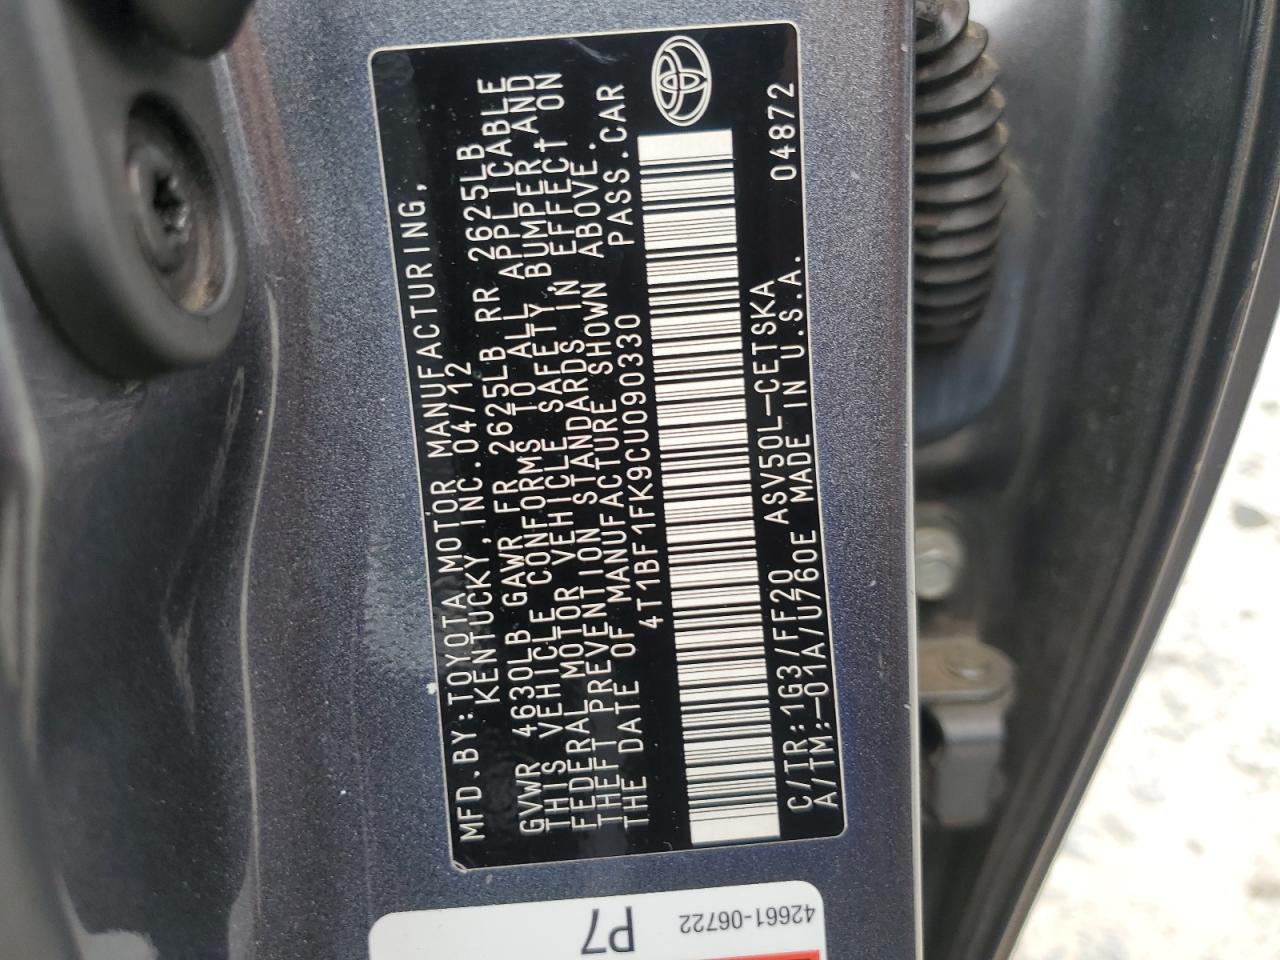 MFD.BY:TOYOTA MOTOR MANUFACTURING,
KENTUCKY,INC.04/12
GVWR 4630LB GAWR FR 2625LB RR 2625LB
THIS VEHICLE CONFORMS TO ALL APPLICABLE
FEDERAL MOTOR VEHICLE SAFETY,BUMPER,AND
THEFT PREVENTION STANDARDS IN EFFECT ON
THE DATE OF MANUFACTURE SHOWN ABOVE.
4T1BF1FK9CU090330 PASS.CAR
C/TR:1G3/FF20 ASV50L-CETSKA
A/TM:-01A/U760E MADE IN U.S.A. 04872
42661-06722
P7